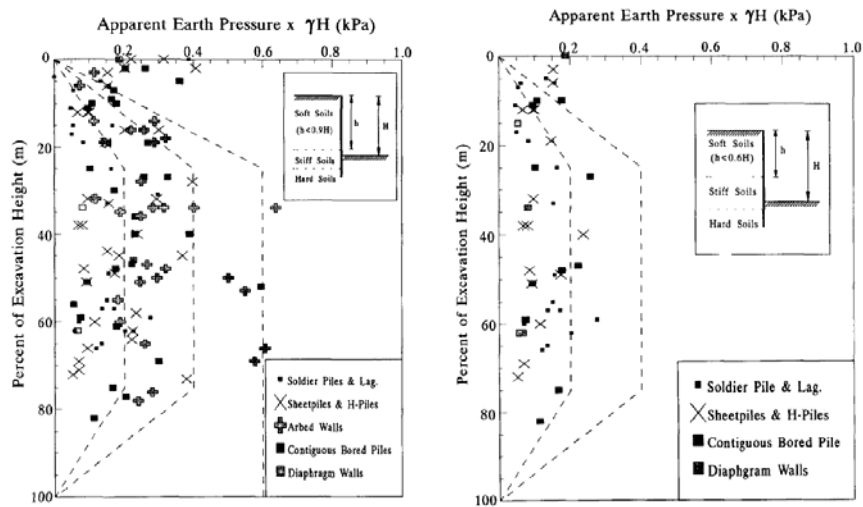 Apparent Earth Pressure x γH (kPa)
0.0 0.2 0.4 0.6 0.8 1.0
0
20
40
60
80
100
Percent of Excavation Height (m)
Soft Soils
(h<0.9H)
Stiff Soils
Hard Soils
h
H
Soldier Piles & Lag.
Sheetpiles & H-Piles
Arbed Walls
Contiguous Bored Piles
Diaphragm Walls
Apparent Earth Pressure x γH (kPa)
0.0 0.2 0.4 0.6 0.8 1.0
0
20
40
60
80
100
Percent of Excavation Height (m)
Soft Soils
(h<0.6H)
Stiff Soils
Hard Soils
h
H
Soldier Pile & Lag.
Sheetpiles & H-Piles
Contiguous Bored Pile
Diaphgram Walls